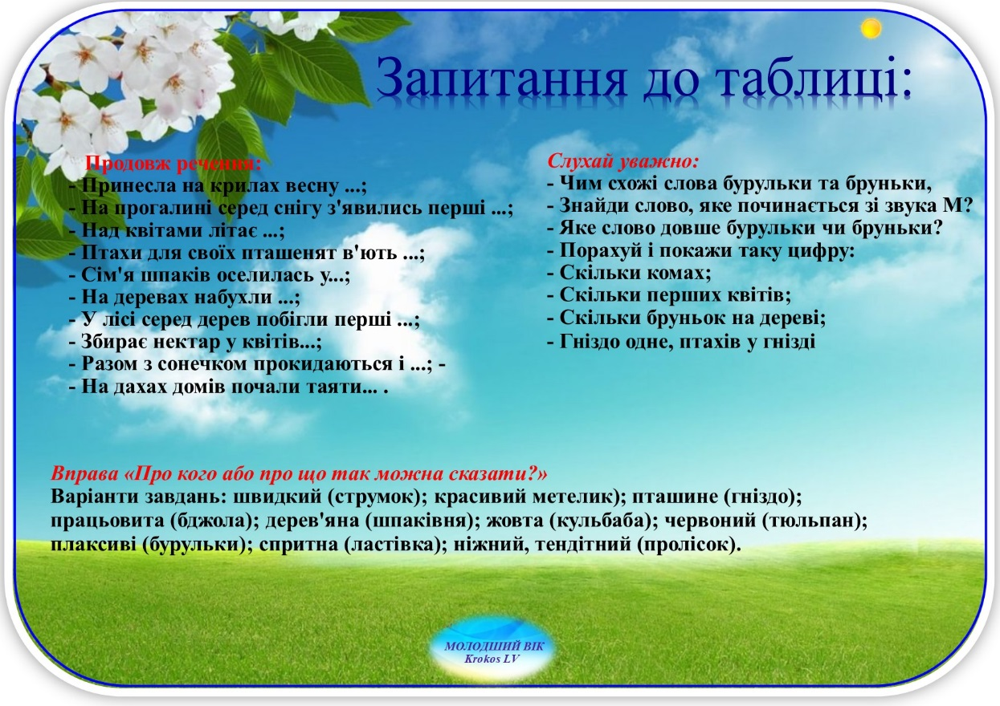 Запитання до таблиці:
Продовж речення:
- Принесла на крилах весну ...;
- На прогалині серед снігу з'явились перші ...;
- Над квітами літає ...;
- Птахи для своїх пташенят в'ють ...;
- Сім'я шпаків оселилась у...;
- На деревах набухли ...;
- У лісі серед дерев побігли перші ...;
- Збирає нектар у квітів...;
- Разом з сонечком прокидаються і ...; -
- На дахах домів почали таяти... .
Слухай уважно:
- Чим схожі слова бурульки та бруньки,
- Знайди слово, яке починається зі звука М?
- Яке слово довше бурульки чи бруньки?
- Порахуй і покажи таку цифру:
- Скільки комах;
- Скільки перших квітів;
- Скільки бруньок на дереві;
- Гніздо одне, птахів у гнізді
Вправа «Про кого або про що так можна сказати?»
Варіанти завдань: швидкий (струмок); красивий метелик); пташине (гніздо);
працьовита (бджола); дерев'яна (шпаківня); жовта (кульбаба); червоний (тюльпан);
плаксиві (бурульки); спритна (ластівка); ніжний, тендітний (пролісок).
МОЛОДШИЙ ВІК
Krokos LV